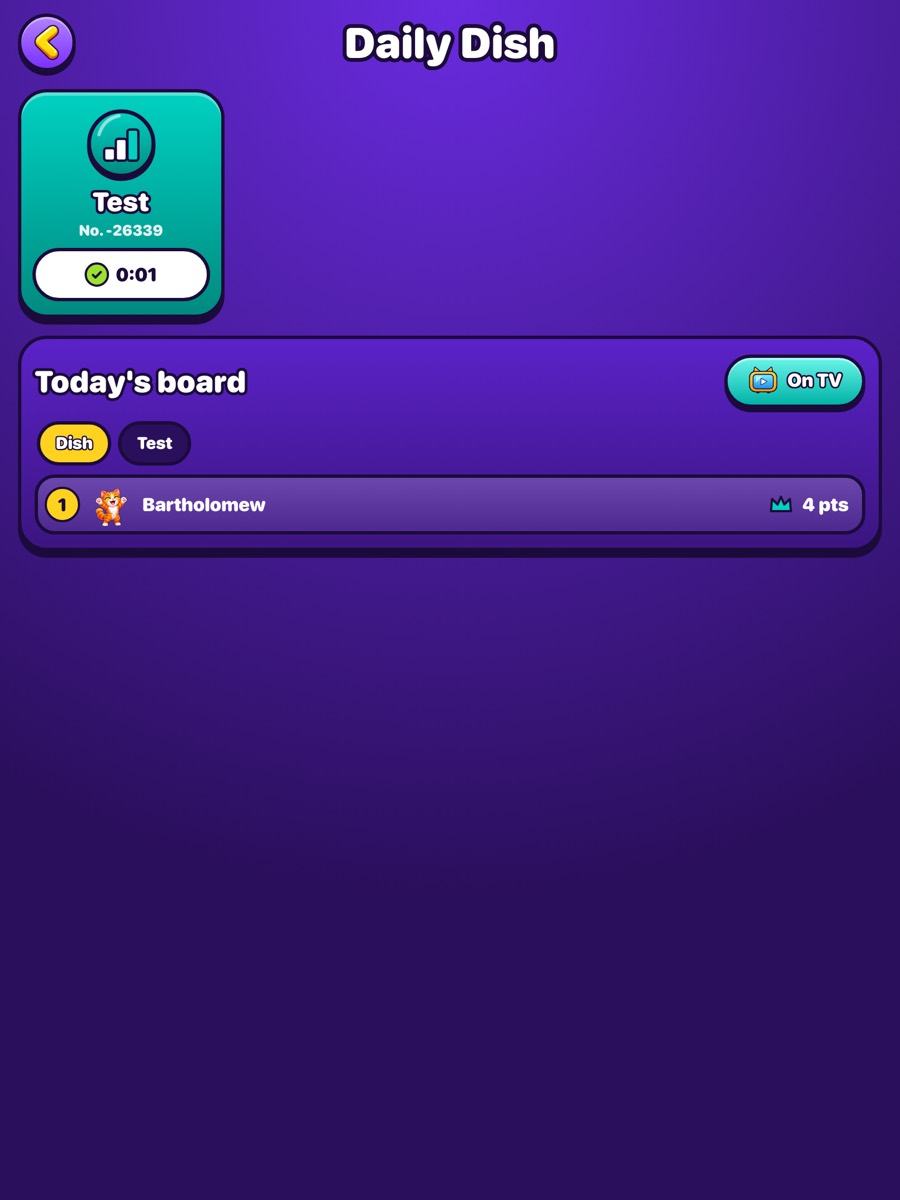 Daily Dish
Test
No. -26339
0:01
Today's board
On TV
Dish
Test
1
Bartholomew
4 pts